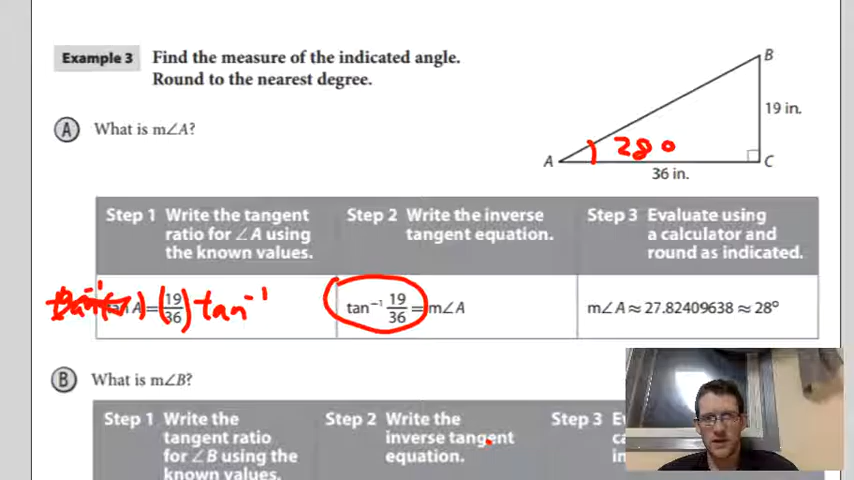 Example 3 Find the measure of the indicated angle.
Round to the nearest degree.
A What is m∠A?
B
19 in.
A 28°
C
36 in.
Step 1 Write the tangent
ratio for ∠A using
the known values.
Step 2 Write the inverse
tangent equation.
Step 3 Evaluate using
a calculator and
round as indicated.
tan A = (19/36) tan⁻¹
tan⁻¹ 19/36 = m∠A
m∠A ≈ 27.82409638 ≈ 28°
B What is m∠B?
Step 1 Write the
tangent ratio
for ∠B using the
known values.
Step 2 Write the
inverse tangent
equation.
Step 3